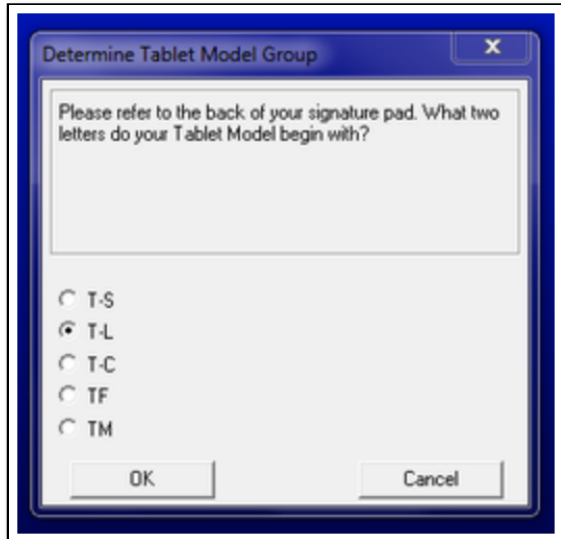 Determine Tablet Model Group
X
Please refer to the back of your signature pad. What two
letters do your Tablet Model begin with?
T-S
T-L
T-C
TF
TM
OK Cancel